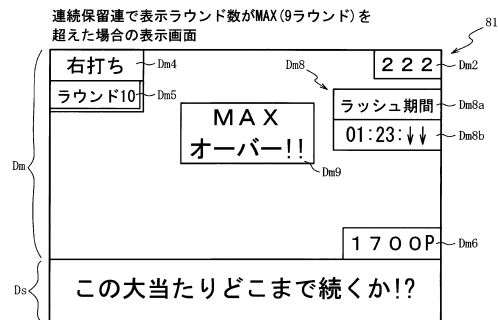 連続保留連で表示ラウンド数がMAX(9ラウンド)を
超えた場合の表示画面
81
右打ち
Dm4
２２２
Dm2
ラウンド10
Dm5
Dm8
ラッシュ期間
Dm8a
ＭＡＸ
オーバー!!
01:23:↓↓
Dm8b
Dm9
Dm
１７００P
Dm6
Ds
この大当たりどこまで続くか!?